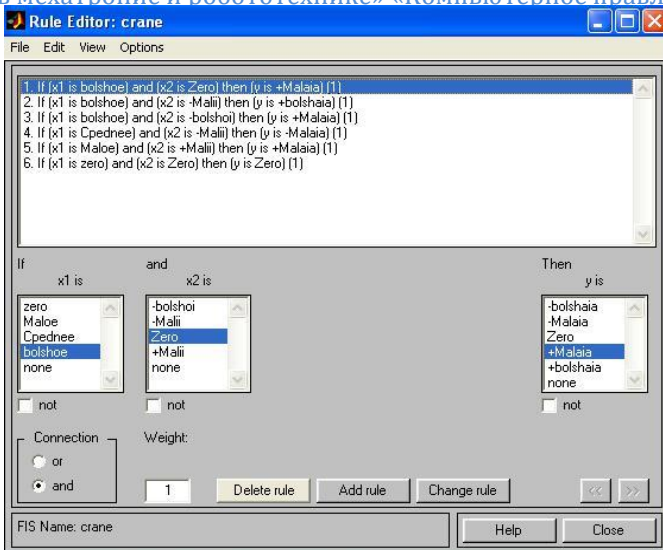 в мехатронике и робототехнике» «Компьютерное
Rule Editor: crane
File Edit View Options
1. If (x1 is bolshoe) and (x2 is Zero) then (y is +Malaia) (1)
2. If (x1 is bolshoe) and (x2 is -Malii) then (y is +bolshaia) (1)
3. If (x1 is bolshoe) and (x2 is -bolshoi) then (y is +Malaia) (1)
4. If (x1 is Cpednee) and (x2 is -Malii) then (y is -Malaia) (1)
5. If (x1 is Maloe) and (x2 is +Malii) then (y is +Malaia) (1)
6. If (x1 is zero) and (x2 is Zero) then (y is Zero) (1)
If and Then
x1 is x2 is y is
zero -bolshoi -bolshaia
Maloe -Malii -Malaia
Cpednee Zero Zero
bolshoe +Malii +Malaia
none none +bolshaia
none
not not not
Connection Weight:
or
and 1 Delete rule Add rule Change rule << >>
FIS Name: crane Help Close